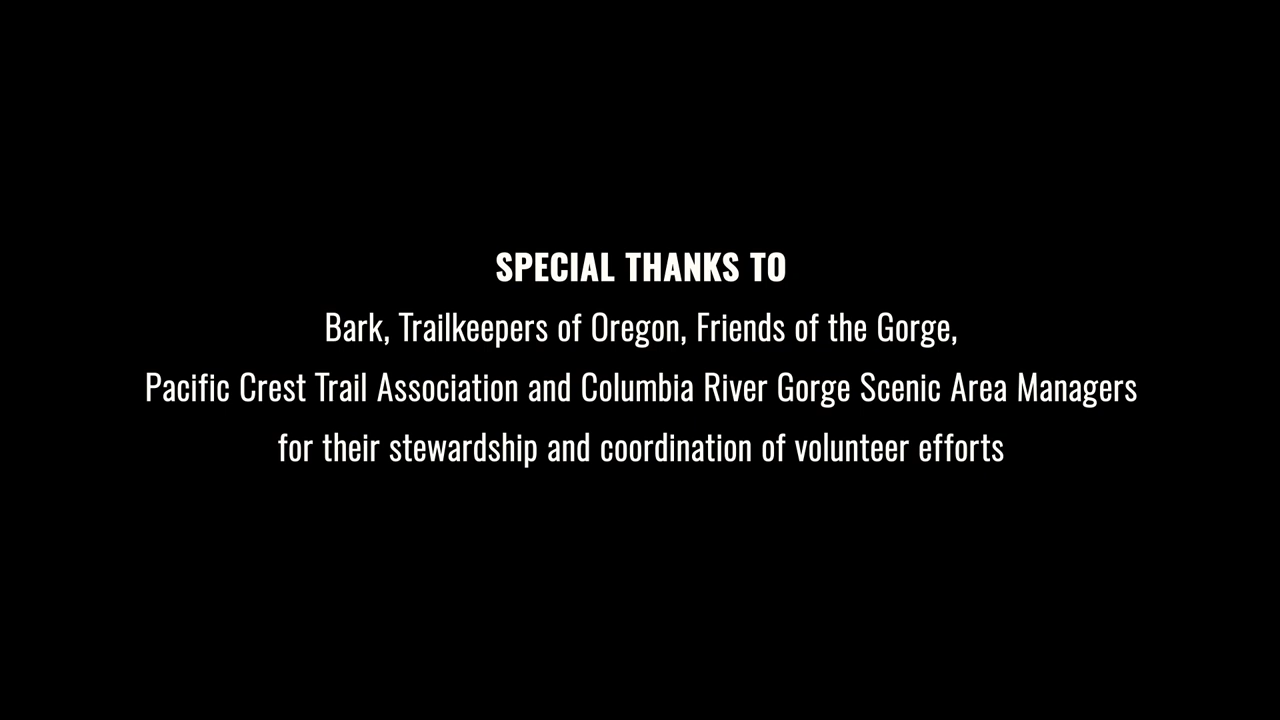 SPECIAL THANKS TO
Bark, Trailkeepers of Oregon, Friends of the Gorge,
Pacific Crest Trail Association and Columbia River Gorge Scenic Area Managers
for their stewardship and coordination of volunteer efforts